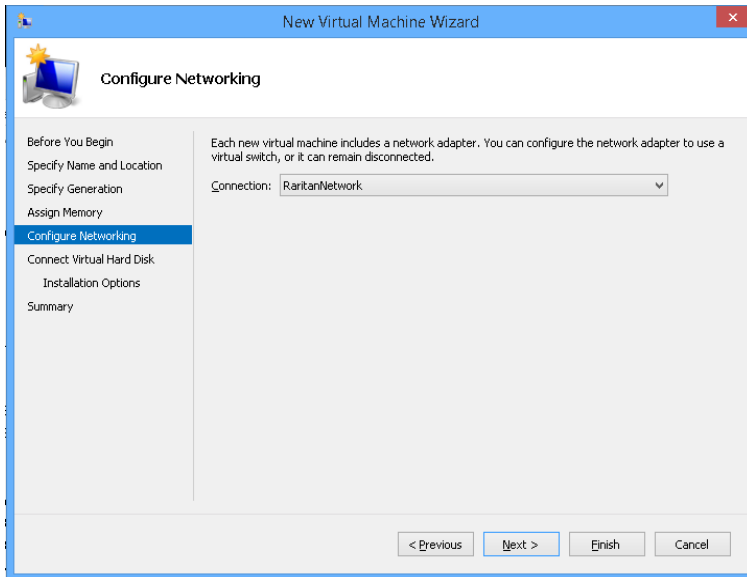 New Virtual Machine Wizard
Configure Networking
Before You Begin
Specify Name and Location
Specify Generation
Assign Memory
Configure Networking
Connect Virtual Hard Disk
Installation Options
Summary
Each new virtual machine includes a network adapter. You can configure the network adapter to use a
virtual switch, or it can remain disconnected.
Connection: RaritanNetwork
< Previous Next > Finish Cancel